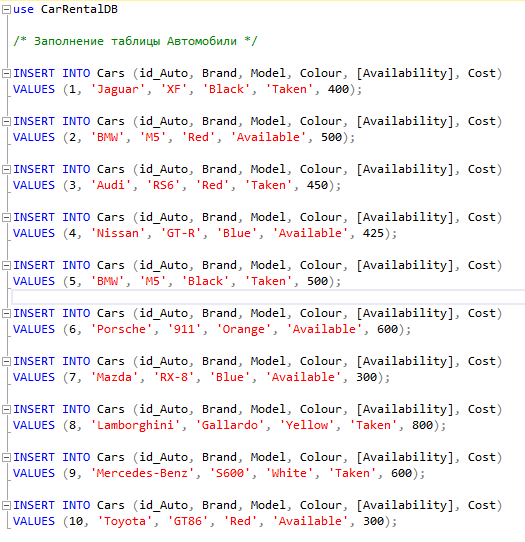 use CarRentalDB
/* Заполнение таблицы Автомобили */
INSERT INTO Cars (id_Auto, Brand, Model, Colour, [Availability], Cost)
VALUES (1, 'Jaguar', 'XF', 'Black', 'Taken', 400);
INSERT INTO Cars (id_Auto, Brand, Model, Colour, [Availability], Cost)
VALUES (2, 'BMW', 'M5', 'Red', 'Available', 500);
INSERT INTO Cars (id_Auto, Brand, Model, Colour, [Availability], Cost)
VALUES (3, 'Audi', 'RS6', 'Red', 'Taken', 450);
INSERT INTO Cars (id_Auto, Brand, Model, Colour, [Availability], Cost)
VALUES (4, 'Nissan', 'GT-R', 'Blue', 'Available', 425);
INSERT INTO Cars (id_Auto, Brand, Model, Colour, [Availability], Cost)
VALUES (5, 'BMW', 'M5', 'Black', 'Taken', 500);
INSERT INTO Cars (id_Auto, Brand, Model, Colour, [Availability], Cost)
VALUES (6, 'Porsche', '911', 'Orange', 'Available', 600);
INSERT INTO Cars (id_Auto, Brand, Model, Colour, [Availability], Cost)
VALUES (7, 'Mazda', 'RX-8', 'Blue', 'Available', 300);
INSERT INTO Cars (id_Auto, Brand, Model, Colour, [Availability], Cost)
VALUES (8, 'Lamborghini', 'Gallardo', 'Yellow', 'Taken', 800);
INSERT INTO Cars (id_Auto, Brand, Model, Colour, [Availability], Cost)
VALUES (9, 'Mercedes-Benz', 'S600', 'White', 'Taken', 600);
INSERT INTO Cars (id_Auto, Brand, Model, Colour, [Availability], Cost)
VALUES (10, 'Toyota', 'GT86', 'Red', 'Available', 300);